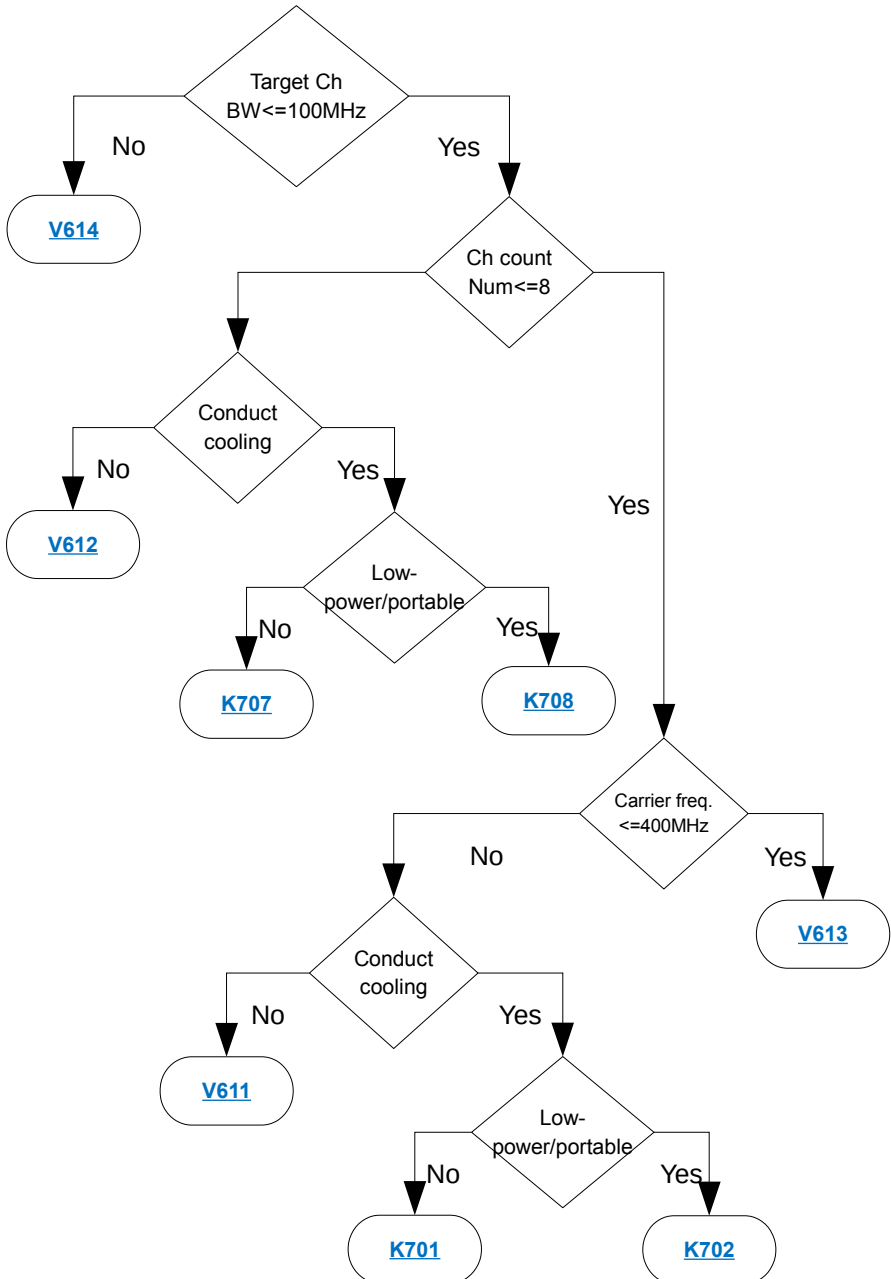 Target Ch
BW<=100MHz
No
Yes
V614
Ch count
Num<=8
Conduct
cooling
No
Yes
Yes
V612
Low-
power/portable
No
Yes
K707
K708
Carrier freq.
<=400MHz
No
Yes
V613
Conduct
cooling
No
Yes
V611
Low-
power/portable
No
Yes
K701
K702